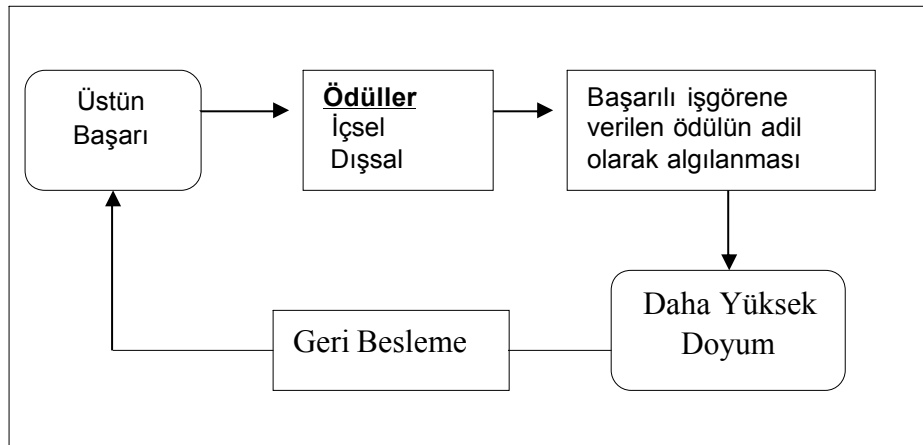 Üstün
Başarı
Ödüller
İçsel
Dışsal
Başarılı işgörene
verilen ödülün adil
olarak algılanması
Daha Yüksek
Doyum
Geri Besleme